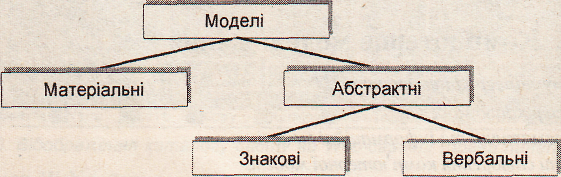 Моделі
Матеріальні
Абстрактні
Знакові
Вербальні